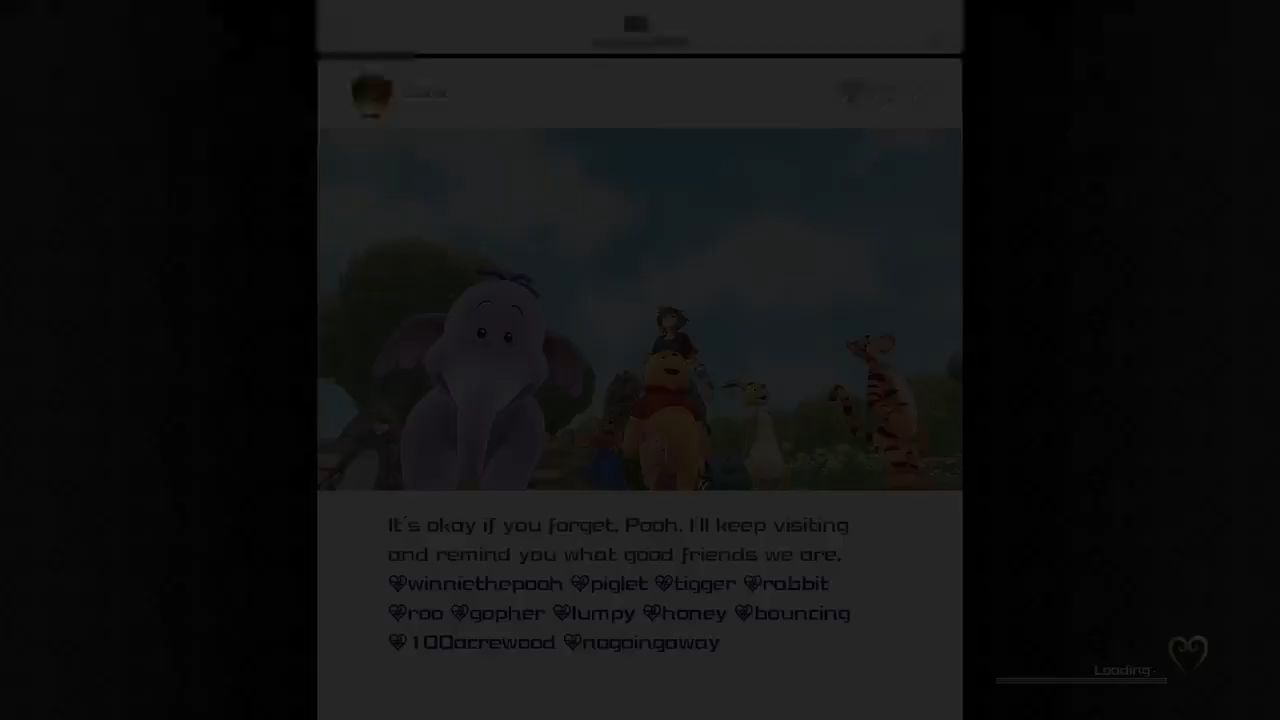 It's okay if you forget, Pooh. I'll keep visiting
and remind you what good friends we are.
winniethepooh piglet tigger rabbit
roo gopher lumpy honey bouncing
100acrewood nogoingaway
Loading